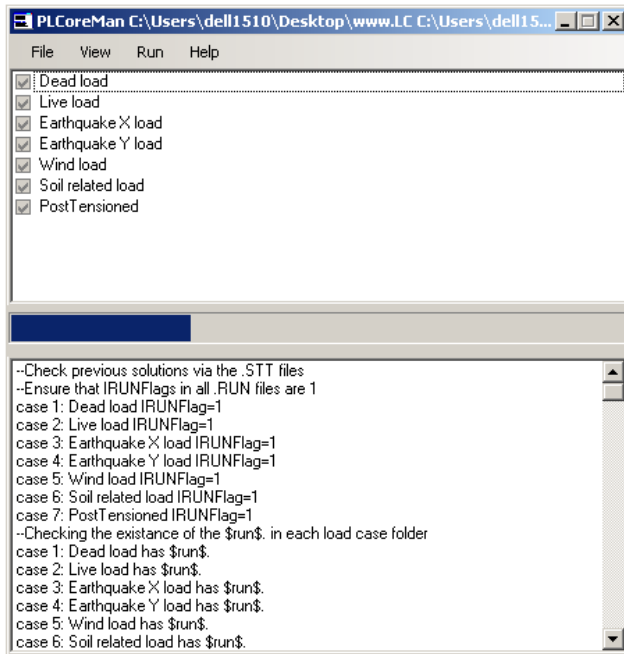 PLCoreMan C:\Users\dell1510\Desktop\www.LC C:\Users\dell15...
File View Run Help
Dead load
Live load
Earthquake X load
Earthquake Y load
Wind load
Soil related load
PostTensioned
--Check previous solutions via the .STT files
--Ensure that IRUNFlags in all .RUN files are 1
case 1: Dead load IRUNFlag=1
case 2: Live load IRUNFlag=1
case 3: Earthquake X load IRUNFlag=1
case 4: Earthquake Y load IRUNFlag=1
case 5: Wind load IRUNFlag=1
case 6: Soil related load IRUNFlag=1
case 7: PostTensioned IRUNFlag=1
--Checking the existance of the $run$. in each load case folder
case 1: Dead load has $run$.
case 2: Live load has $run$.
case 3: Earthquake X load has $run$.
case 4: Earthquake Y load has $run$.
case 5: Wind load has $run$.
case 6: Soil related load has $run$.